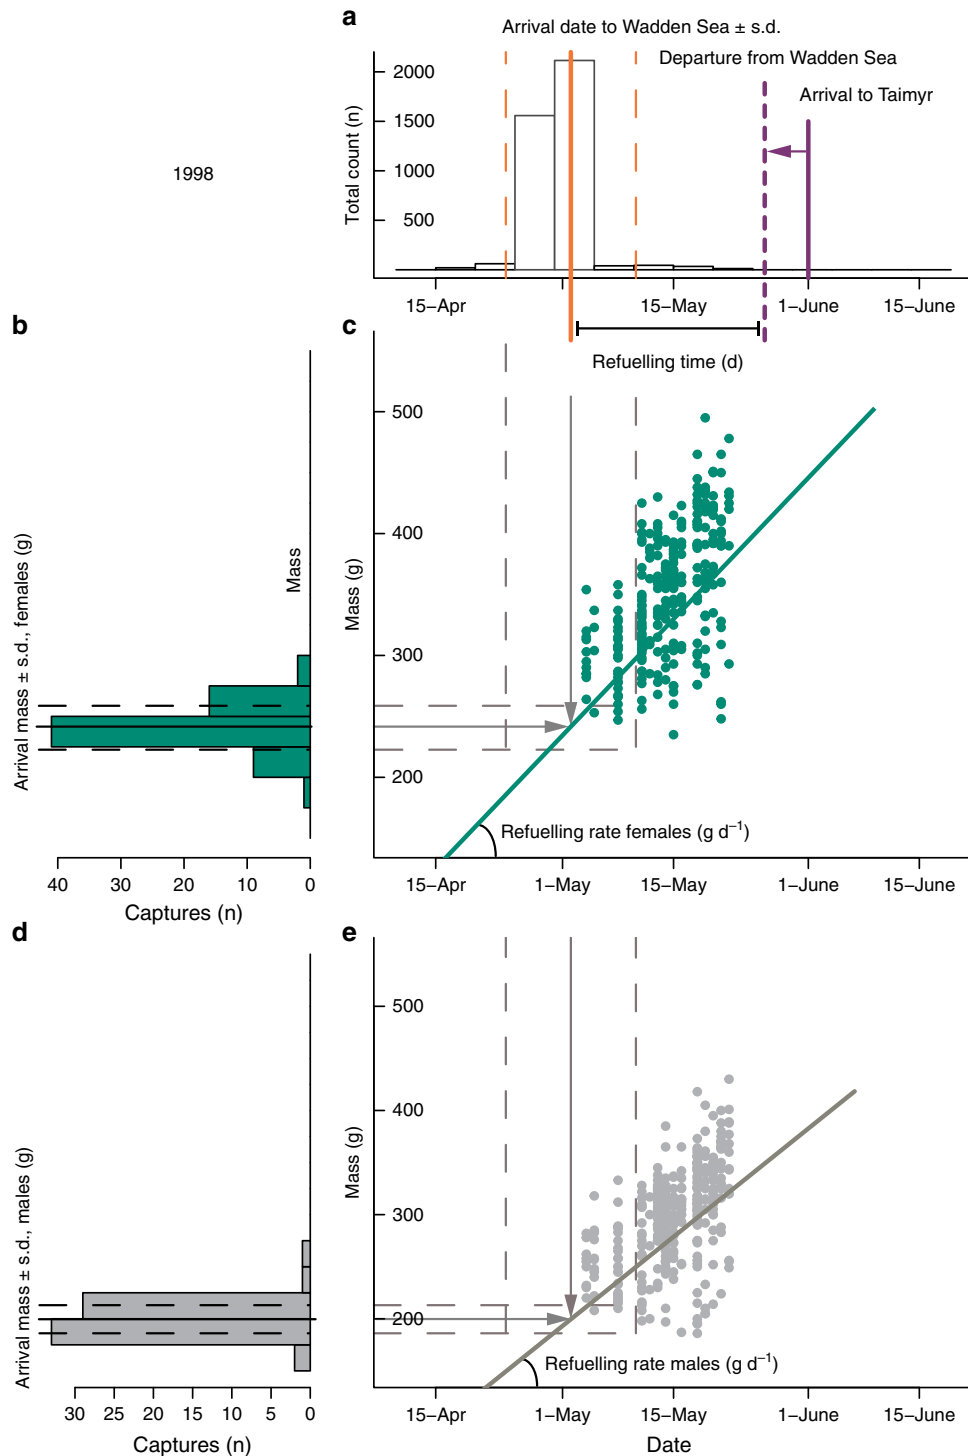 a
Arrival date to Wadden Sea ± s.d.
Departure from Wadden Sea
Arrival to Taimyr
1998
Total count (n)
2000
1500
1000
500
15–Apr
15–May
1–June
15–June
Refuelling time (d)
b
Arrival mass ± s.d., females (g)
Mass
40
30
20
10
0
Captures (n)
c
Mass (g)
500
400
300
200
Refuelling rate females (g d⁻¹)
15–Apr
1–May
15–May
1–June
15–June
d
Arrival mass ± s.d., males (g)
30
25
20
15
10
5
0
Captures (n)
e
Mass (g)
500
400
300
200
Refuelling rate males (g d⁻¹)
15–Apr
1–May
15–May
1–June
15–June
Date